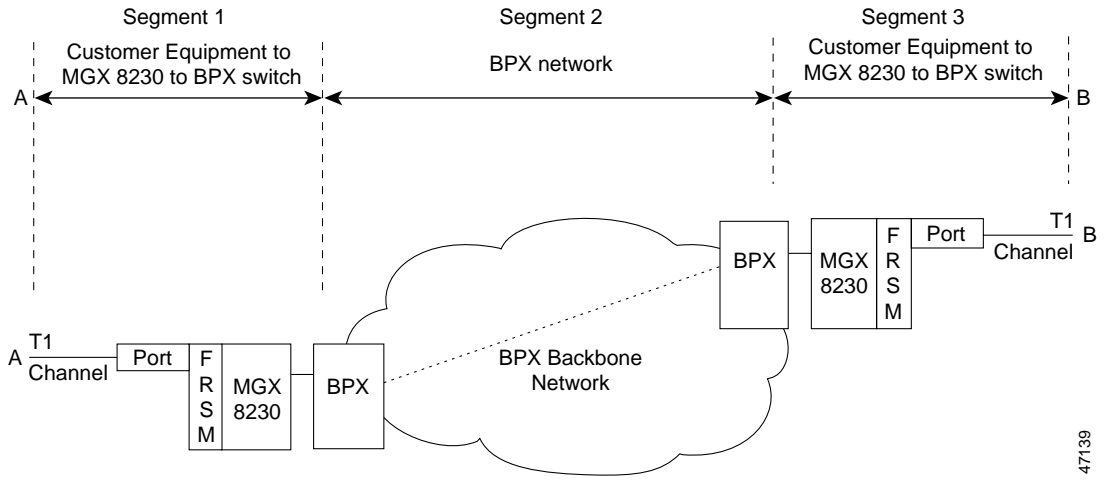 Segment 1
Segment 2
Segment 3
Customer Equipment to
MGX 8230 to BPX switch
BPX network
Customer Equipment to
MGX 8230 to BPX switch
A
B
BPX
MGX
8230
F
R
S
M
Port
T1
Channel
B
A
T1
Channel
Port
F
R
S
M
MGX
8230
BPX
BPX Backbone
Network
47139